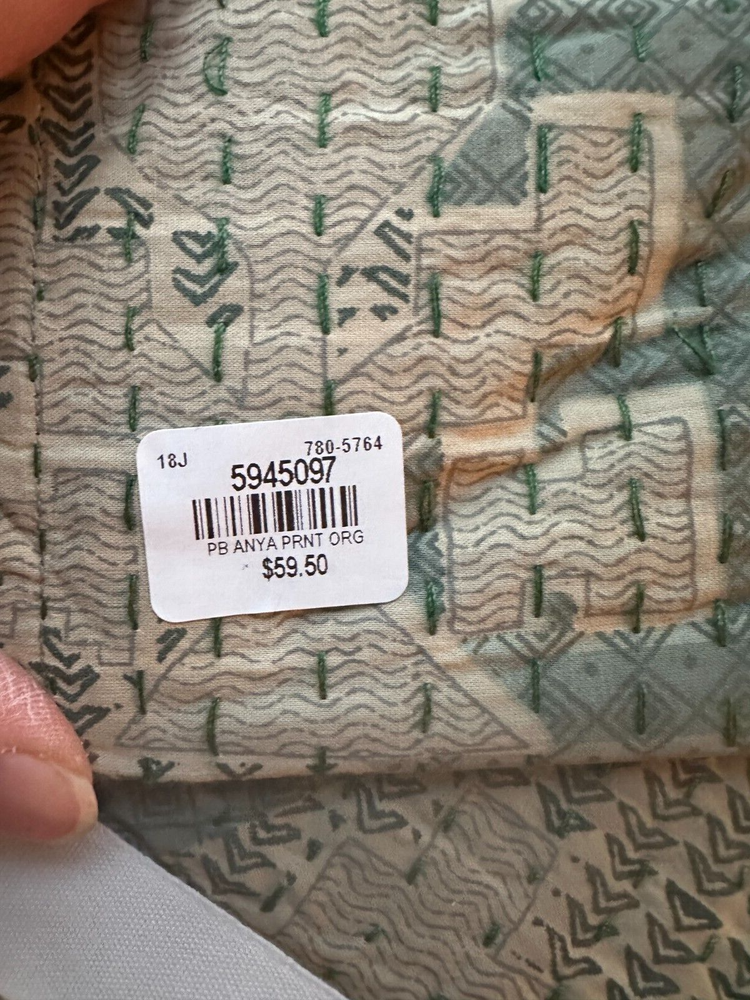 18J 780-5764
5945097
PB ANYA PRNT ORG
$59.50